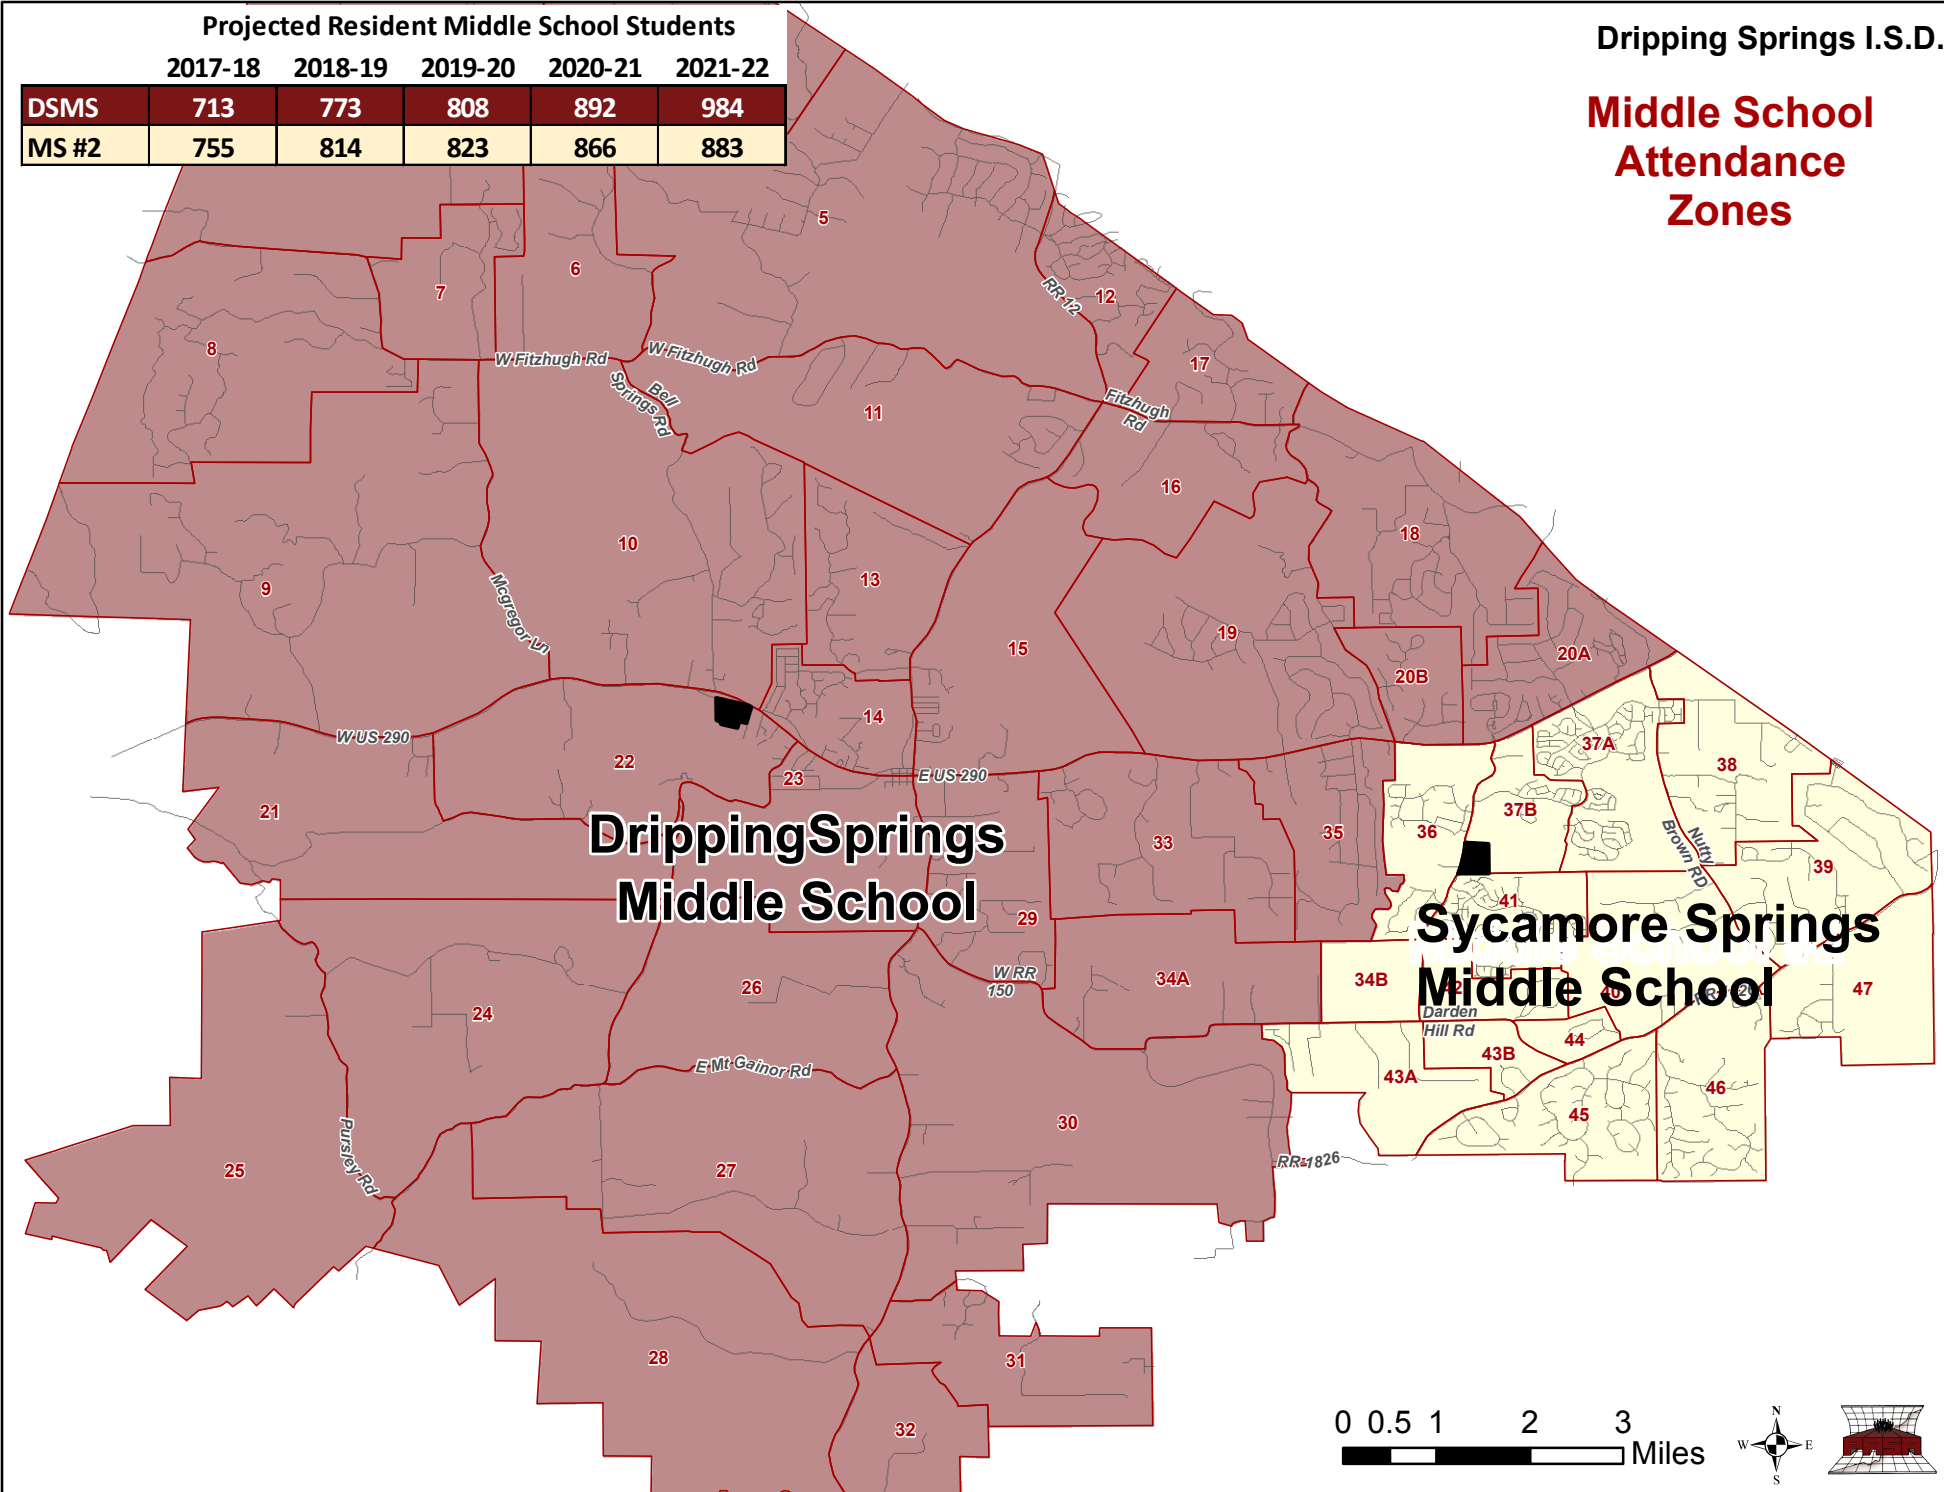 Projected Resident Middle School Students
2017-18 2018-19 2019-20 2020-21 2021-22
DSMS 713 773 808 892 984
MS #2 755 814 823 866 883
Dripping Springs I.S.D.
Middle School
Attendance
Zones
5
6
7
8
12
RR 12
17
W Fitzhugh Rd
W Fitzhugh Rd
Bell
Springs Rd
Fitzhugh
Rd
11
16
18
10
13
9
Mcgregor Ln
15
19
20A
20B
14
W US 290
22
23
E US 290
37A
38
21
37B
36
33
35
Nutty
Brown RD
39
DrippingSprings
Middle School
29
41
Sycamore Springs
Middle School
W RR
150
34A
34B
26
24
40
47
Darden
Hill Rd
44
43B
43A
46
45
E Mt Gainor Rd
30
Pursley Rd
25
27
RR 1826
28
31
32
0 0.5 1 2 3
Miles
N
W E
S